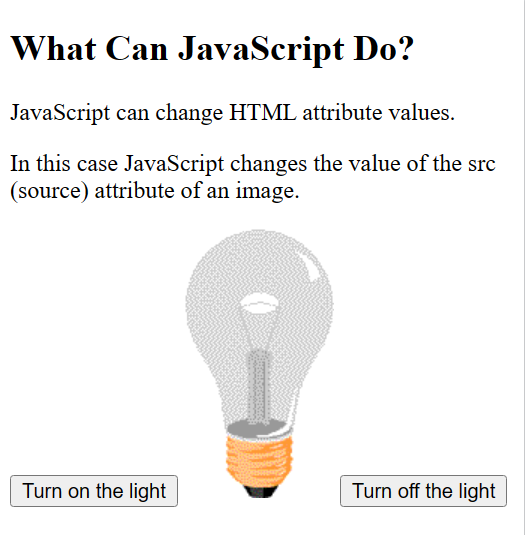 What Can JavaScript Do?
JavaScript can change HTML attribute values.
In this case JavaScript changes the value of the src
(source) attribute of an image.
Turn on the light
Turn off the light